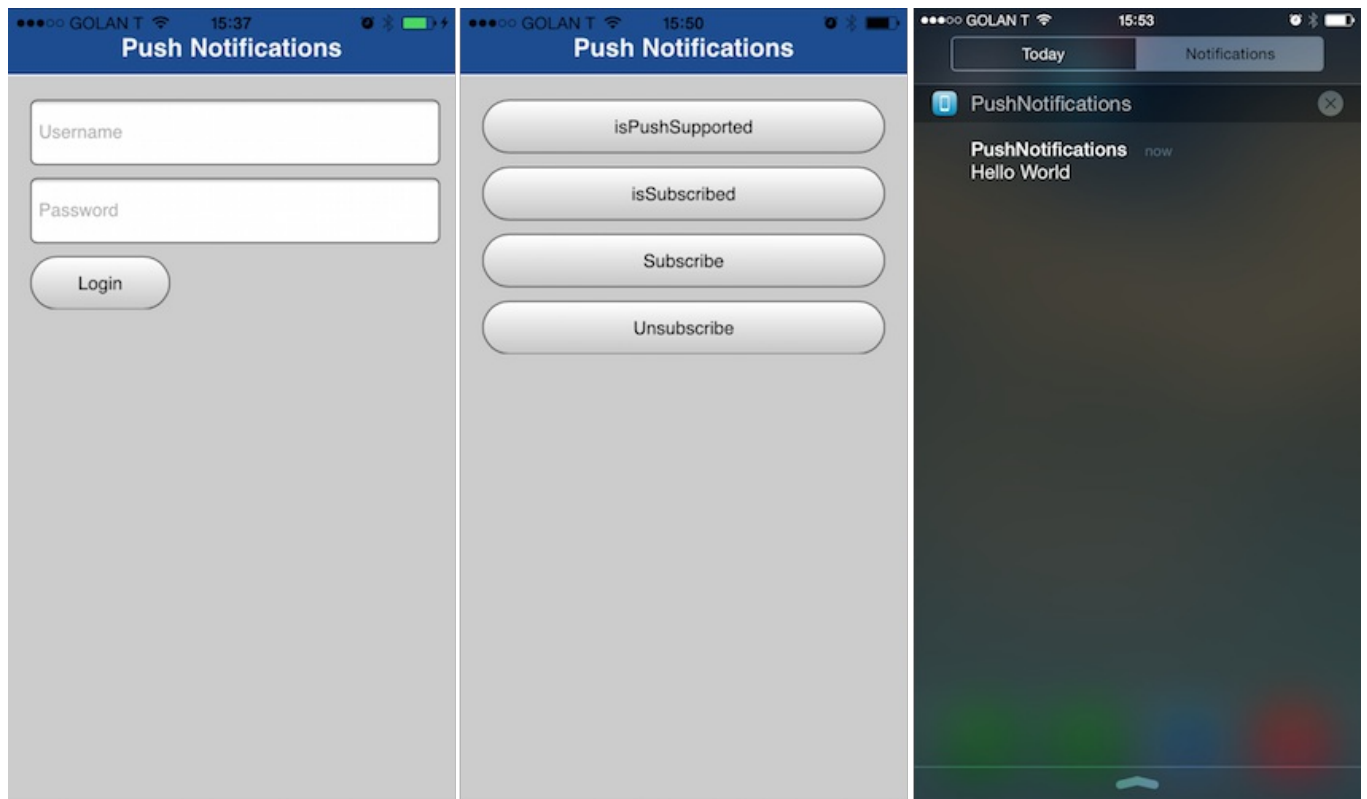 GOLAN T 15:37
Push Notifications
Username
Password
Login
GOLAN T 15:50
Push Notifications
isPushSupported
isSubscribed
Subscribe
Unsubscribe
GOLAN T 15:53
Today Notifications
PushNotifications
PushNotifications now
Hello World